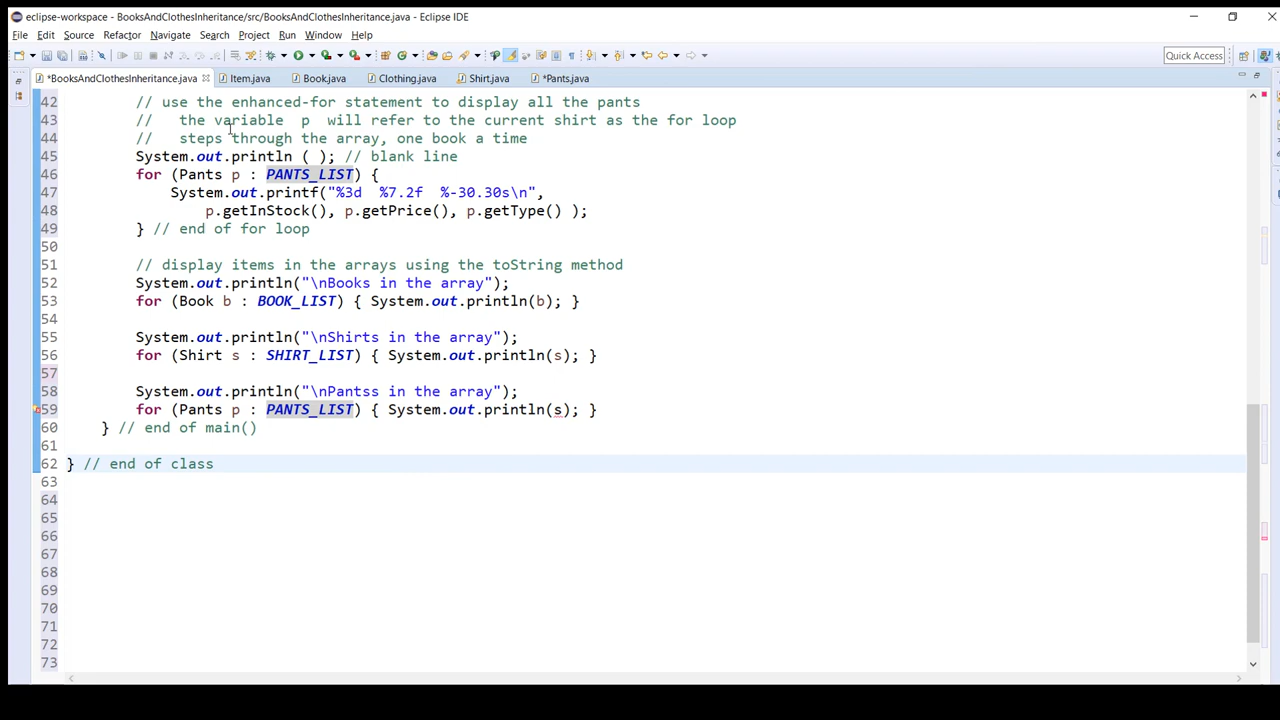 eclipse-workspace - BooksAndClothesInheritance/src/BooksAndClothesInheritance.java - Eclipse IDE
File Edit Source Refactor Navigate Search Project Run Window Help
Quick Access
*BooksAndClothesInheritance.java Item.java Book.java Clothing.java Shirt.java *Pants.java
42 // use the enhanced-for statement to display all the pants
43 // the variable p will refer to the current shirt as the for loop
44 // steps through the array, one book a time
45 System.out.println ( ); // blank line
46 for (Pants p : PANTS_LIST) {
47 System.out.printf("%3d %7.2f %-30.30s\n",
48 p.getInStock(), p.getPrice(), p.getType() );
49 } // end of for loop
50
51 // display items in the arrays using the toString method
52 System.out.println("\nBooks in the array");
53 for (Book b : BOOK_LIST) { System.out.println(b); }
54
55 System.out.println("\nShirts in the array");
56 for (Shirt s : SHIRT_LIST) { System.out.println(s); }
57
58 System.out.println("\nPantss in the array");
59 for (Pants p : PANTS_LIST) { System.out.println(s); }
60 } // end of main()
61
62 } // end of class
63
64
65
66
67
68
69
70
71
72
73